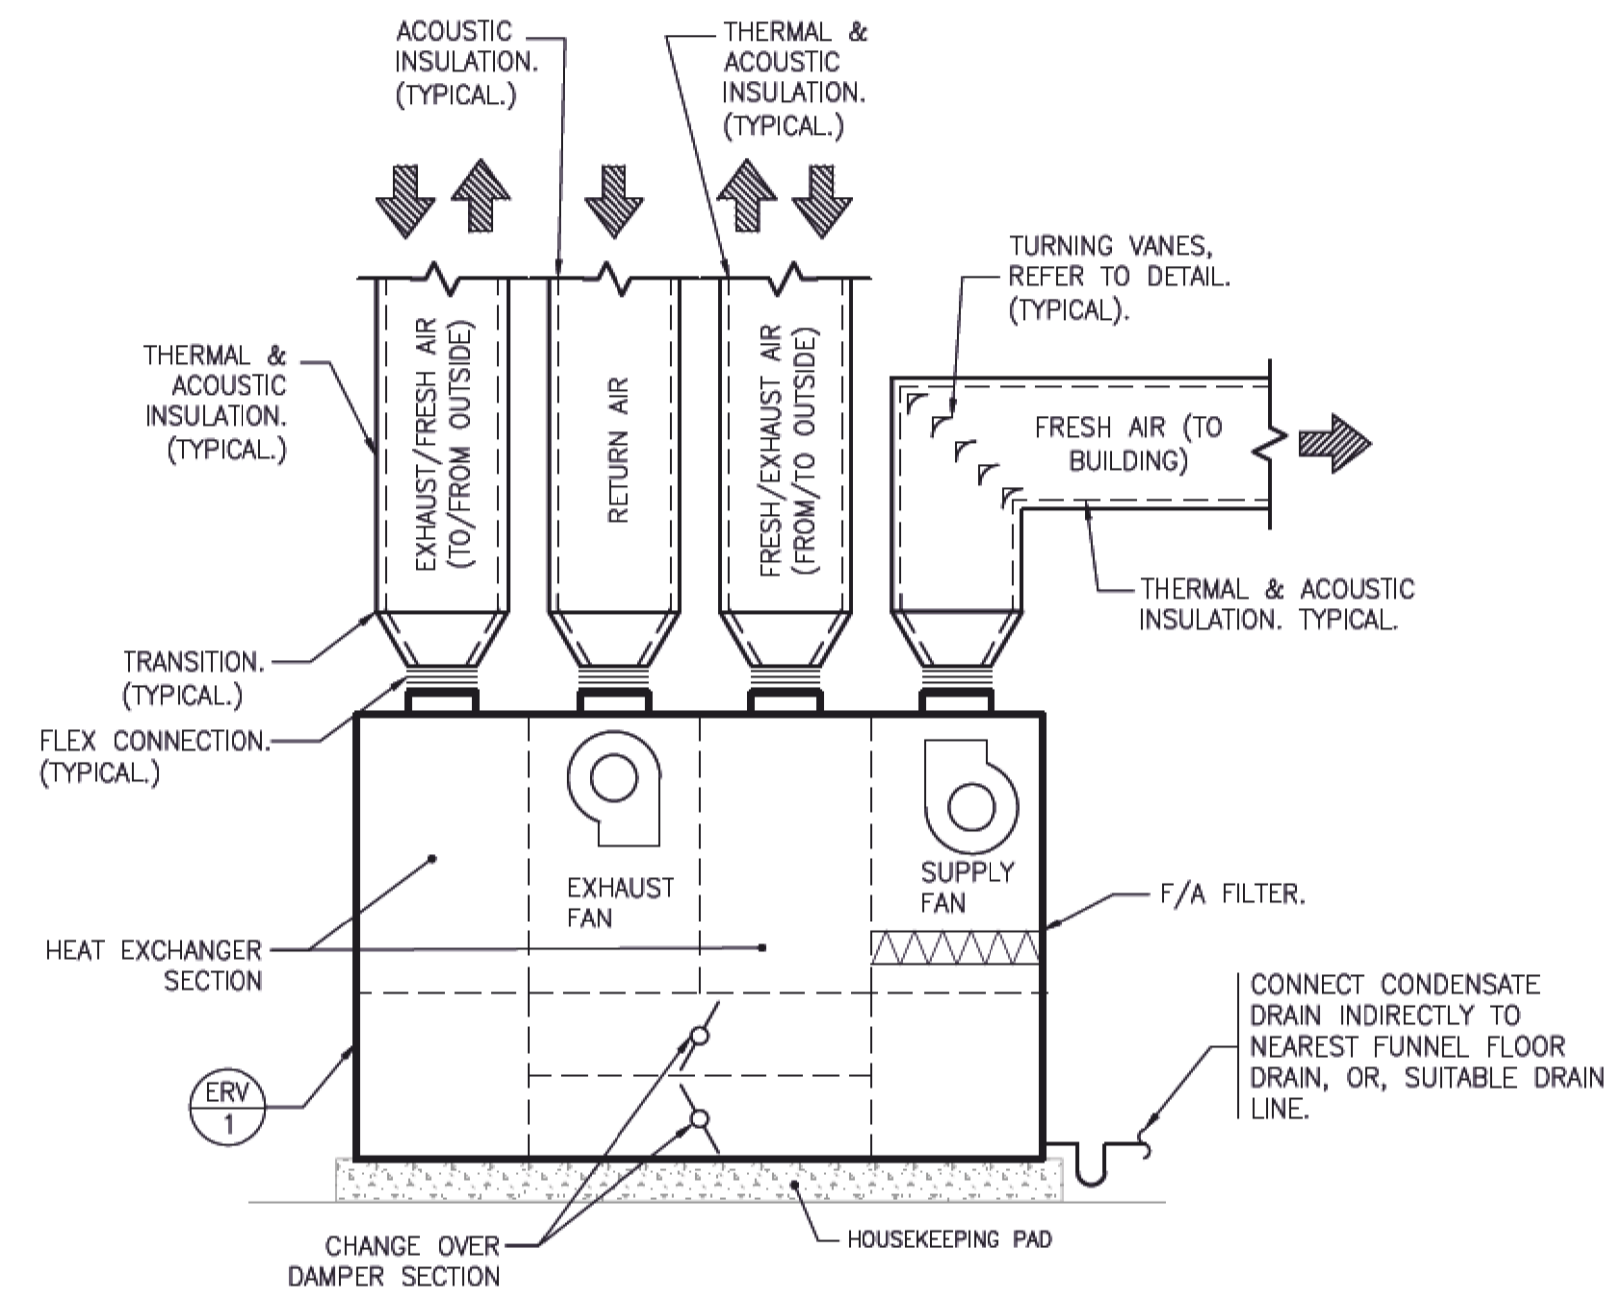 ACOUSTIC
INSULATION.
(TYPICAL.)
THERMAL &
ACOUSTIC
INSULATION.
(TYPICAL.)
TURNING VANES,
REFER TO DETAIL.
(TYPICAL).
THERMAL &
ACOUSTIC
INSULATION.
(TYPICAL.)
EXHAUST/FRESH AIR
(TO/FROM OUTSIDE)
RETURN AIR
FRESH/EXHAUST AIR
(FROM/TO OUTSIDE)
FRESH AIR (TO
BUILDING)
THERMAL & ACOUSTIC
INSULATION. TYPICAL.
TRANSITION.
(TYPICAL.)
FLEX CONNECTION.
(TYPICAL.)
EXHAUST
FAN
SUPPLY
FAN
F/A FILTER.
HEAT EXCHANGER
SECTION
CONNECT CONDENSATE
DRAIN INDIRECTLY TO
NEAREST FUNNEL FLOOR
DRAIN, OR, SUITABLE DRAIN
LINE.
ERV
1
CHANGE OVER
DAMPER SECTION
HOUSEKEEPING PAD